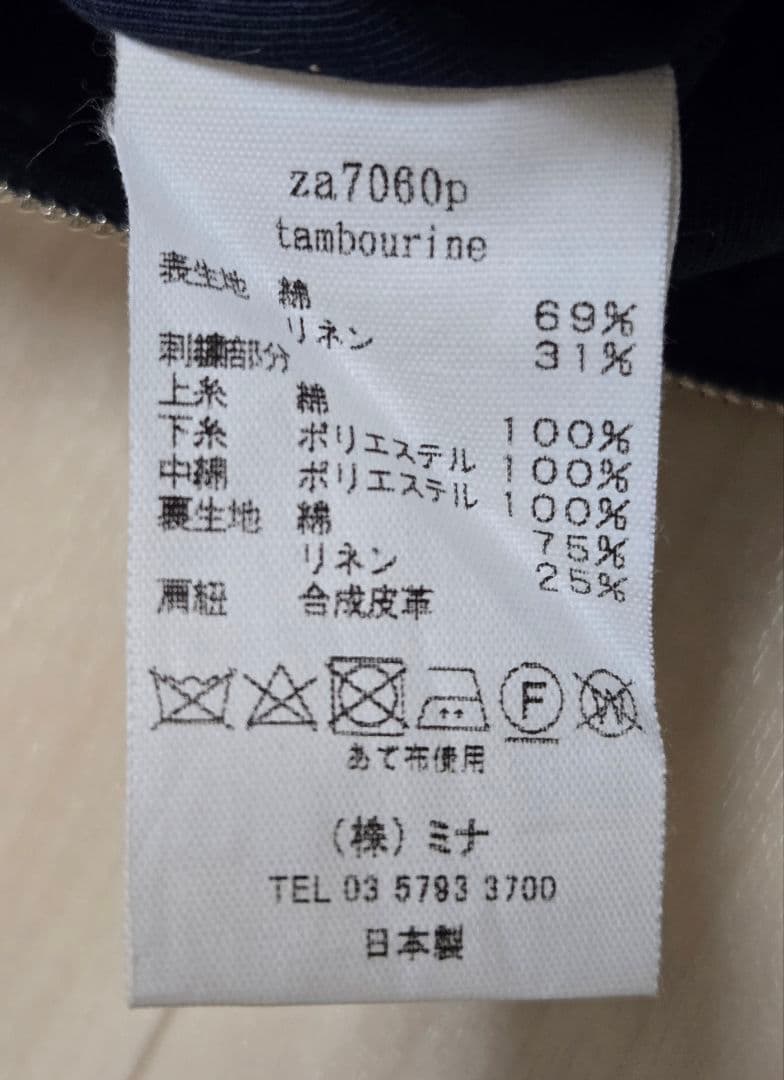 za7060p
tambourine
表生地 綿 69%
リネン 31%
刺繍部分
上糸 綿 100%
下糸 ポリエステル 100%
中綿 ポリエステル 100%
裏生地 綿 75%
リネン 25%
肩紐 合成皮革
F W
あて布使用
(株)ミナ
TEL 03 5793 3700
日本製